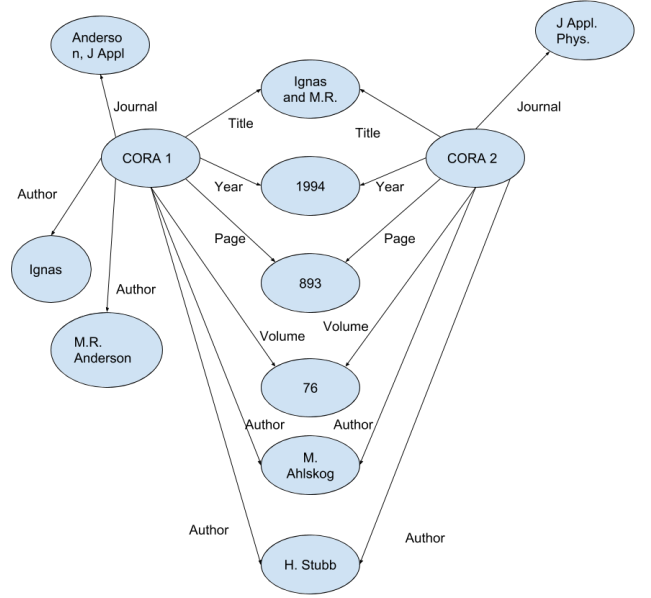 J Appl.
Phys.
Anderso
n, J Appl
Ignas
and M.R.
Journal
Journal
Title
Title
CORA 1
CORA 2
Year
1994
Year
Author
Page
Page
Ignas
893
Author
Volume
Volume
M.R.
Anderson
76
Author
Author
M.
Ahlskog
Author
Author
H. Stubb